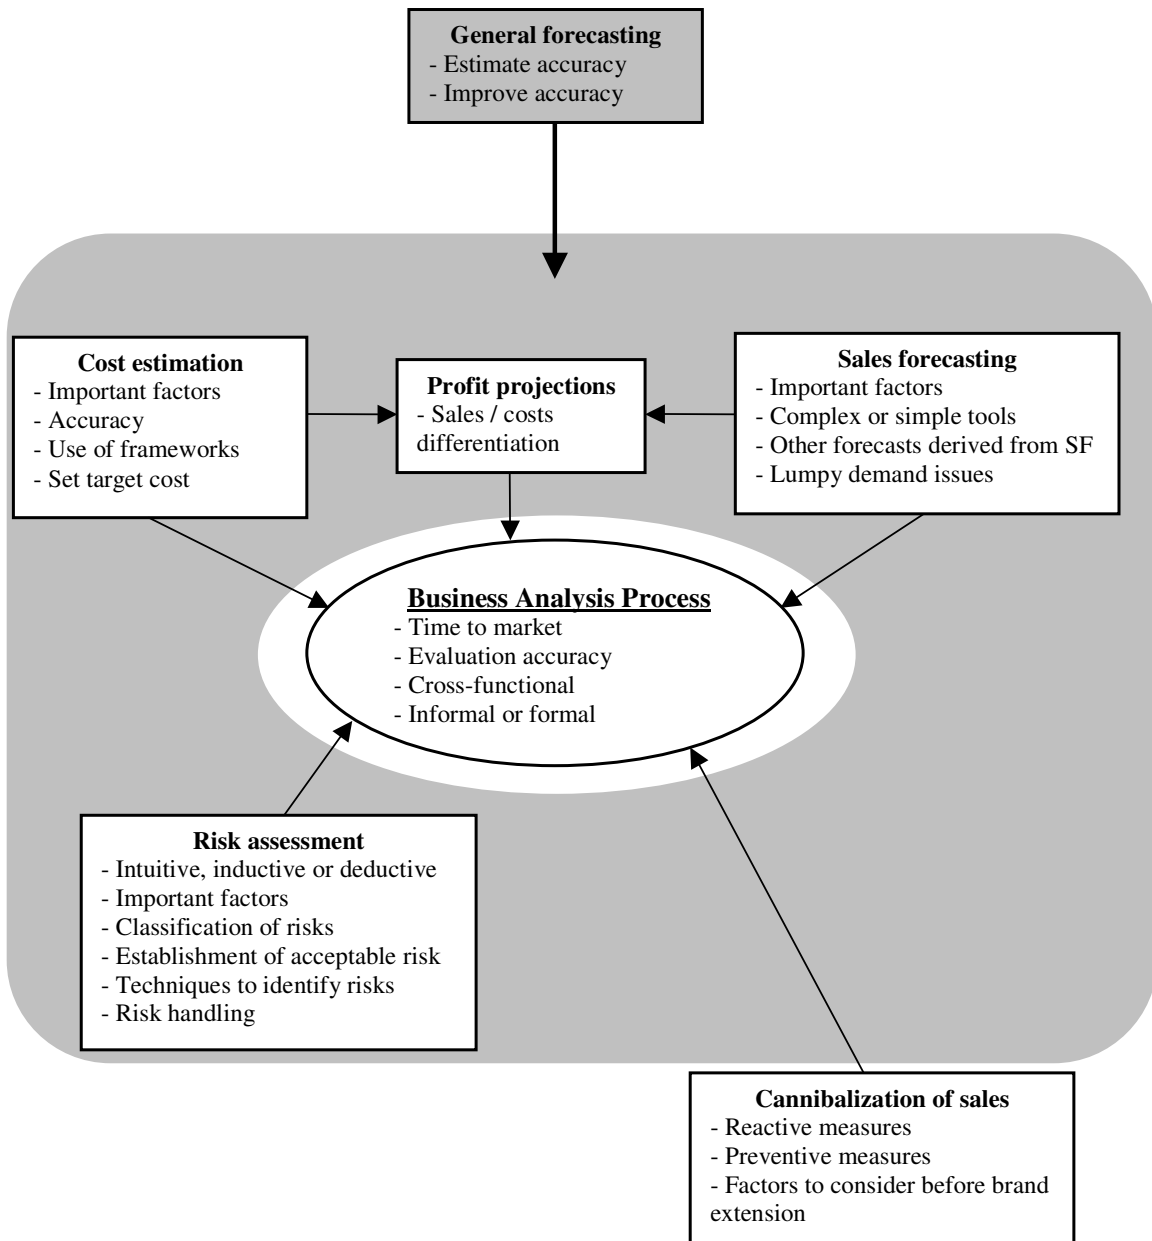 General forecasting
- Estimate accuracy
- Improve accuracy
Cost estimation
- Important factors
- Accuracy
- Use of frameworks
- Set target cost
Profit projections
- Sales / costs
differentiation
Sales forecasting
- Important factors
- Complex or simple tools
- Other forecasts derived from SF
- Lumpy demand issues
Business Analysis Process
- Time to market
- Evaluation accuracy
- Cross-functional
- Informal or formal
Risk assessment
- Intuitive, inductive or deductive
- Important factors
- Classification of risks
- Establishment of acceptable risk
- Techniques to identify risks
- Risk handling
Cannibalization of sales
- Reactive measures
- Preventive measures
- Factors to consider before brand
extension